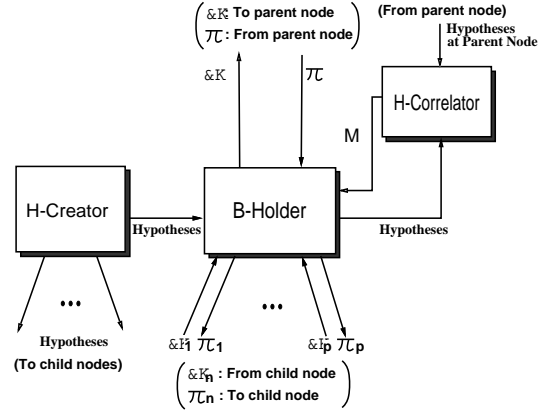 &K: To parent node
π : From parent node
(From parent node)
Hypotheses
at Parent Node
&K
π
H-Correlator
M
H-Creator
B-Holder
Hypotheses
Hypotheses
•••
•••
Hypotheses
(To child nodes)
&K1 π1
&Kp πp
&Kn : From child node
πn : To child node